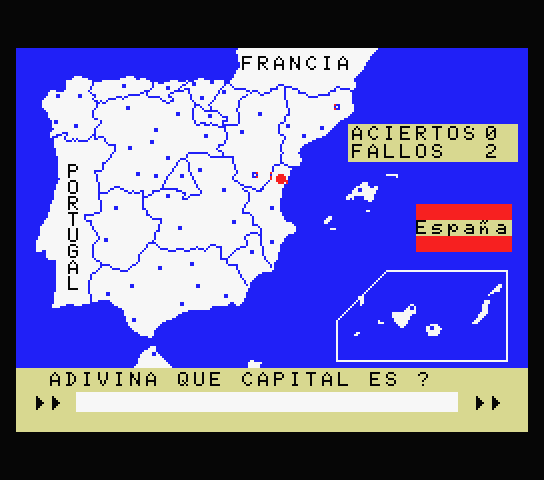 FRANCIA
ACIERTOS 0
FALLOS 2
PORTUGAL
España
ADIVINA QUE CAPITAL ES ?